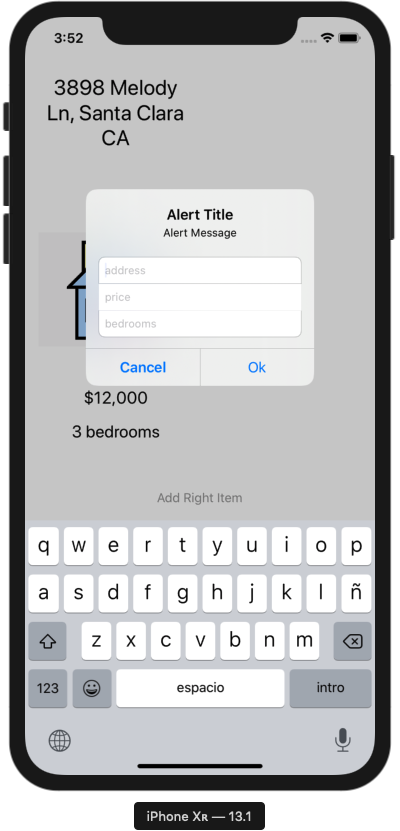 3:52
3898 Melody
Ln, Santa Clara
CA
Alert Title
Alert Message
address
price
bedrooms
Cancel Ok
$12,000
3 bedrooms
Add Right Item
q w e r t y u i o p
a s d f g h j k l ñ
z x c v b n m
123 espacio intro
iPhone Xʀ — 13.1